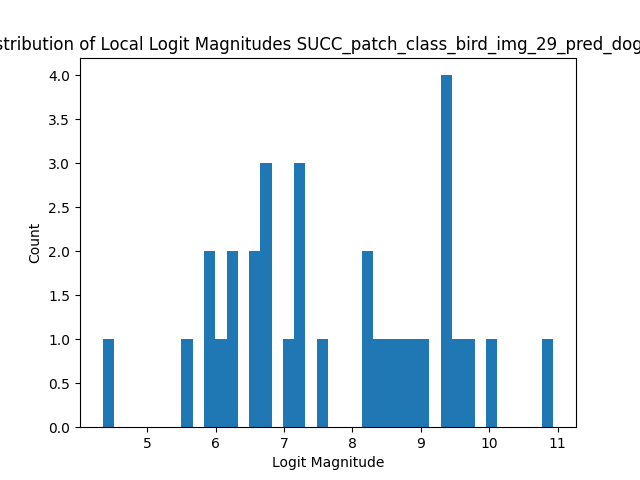 stribution of Local Logit Magnitudes SUCC_patch_class_bird_img_29_pred_dog
4.0
3.5
3.0
2.5
2.0
1.5
1.0
0.5
0.0
Count
5 6 7 8 9 10 11
Logit Magnitude